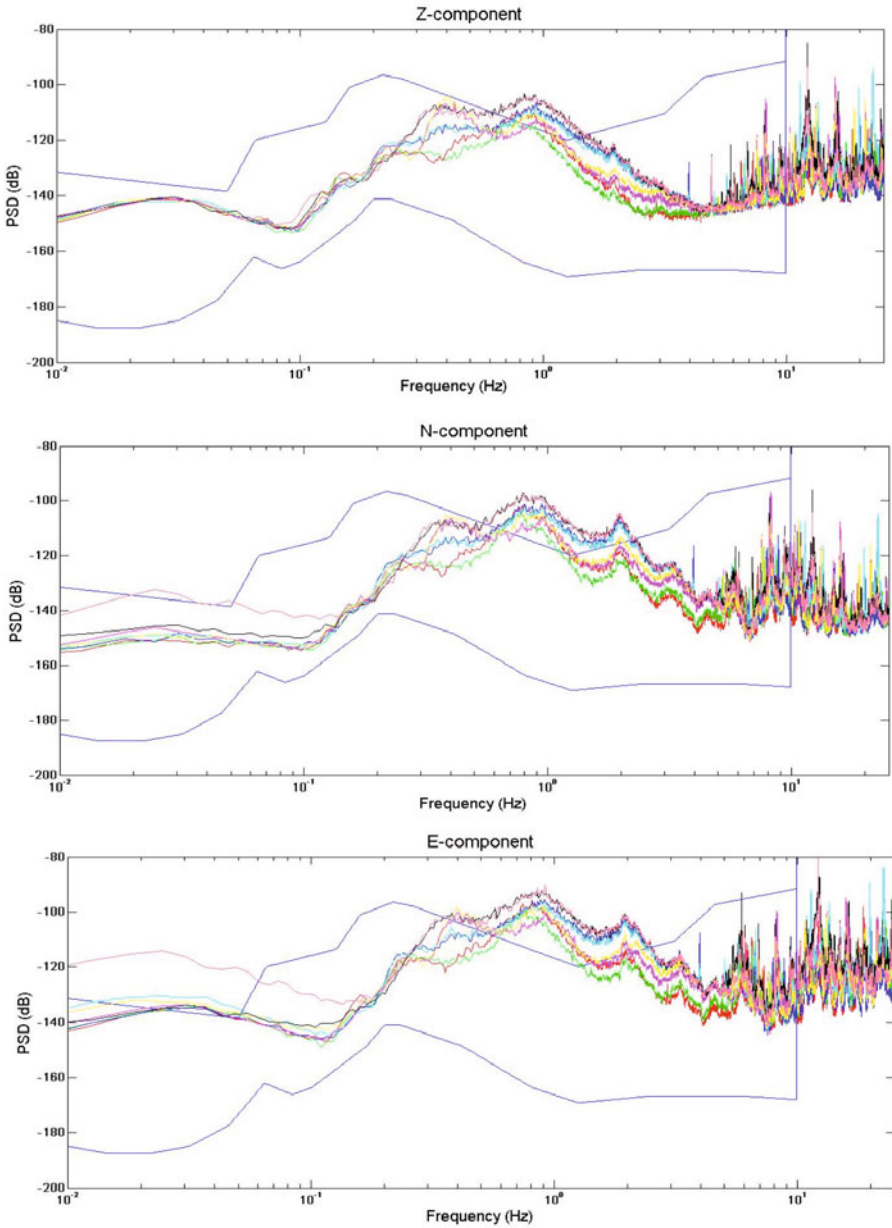 Z-component
-80
-100
-120
-140
-160
-180
-200
PSD (dB)
10⁻² 10⁻¹ 10⁰ 10¹
Frequency (Hz)
N-component
-80
-100
-120
-140
-160
-180
-200
PSD (dB)
10⁻² 10⁻¹ 10⁰ 10¹
Frequency (Hz)
E-component
-80
-100
-120
-140
-160
-180
-200
PSD (dB)
10⁻² 10⁻¹ 10⁰ 10¹
Frequency (Hz)